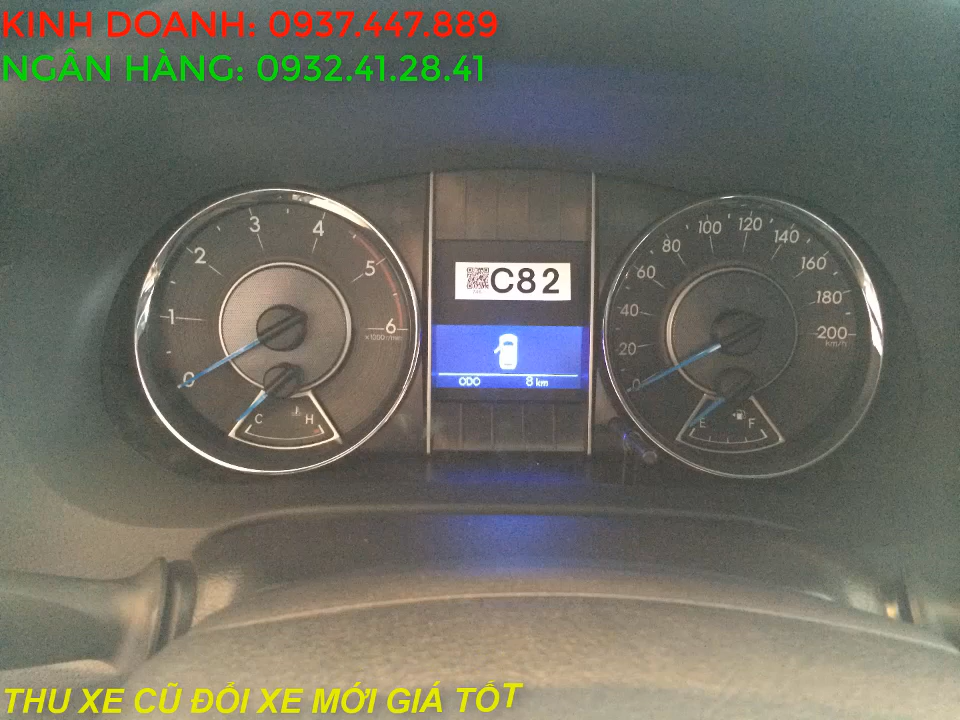 KINH DOANH: 0937.447.889
NGÂN HÀNG: 0932.41.28.41
0 1 2 3 4 5 6
x1000r/min
C H
C82
ODO 8 km
0 20 40 60 80 100 120 140 160 180 200
km/h
E F
THU XE CŨ ĐỔI XE MỚI GIÁ TỐT